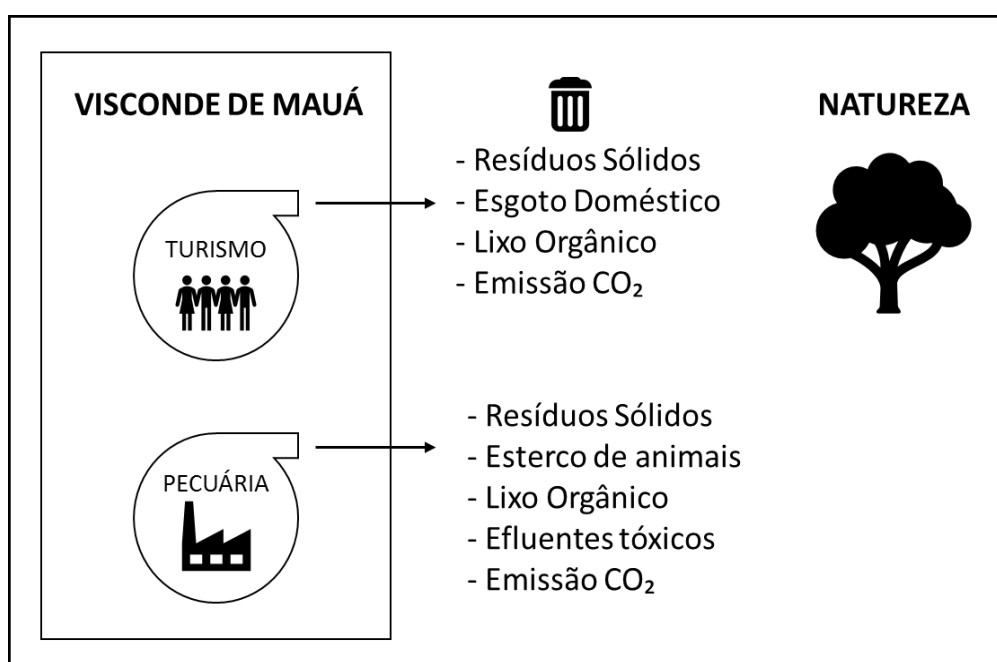 VISCONDE DE MAUÁ
NATUREZA
TURISMO
- Resíduos Sólidos
- Esgoto Doméstico
- Lixo Orgânico
- Emissão CO₂
PECUÁRIA
- Resíduos Sólidos
- Esterco de animais
- Lixo Orgânico
- Efluentes tóxicos
- Emissão CO₂